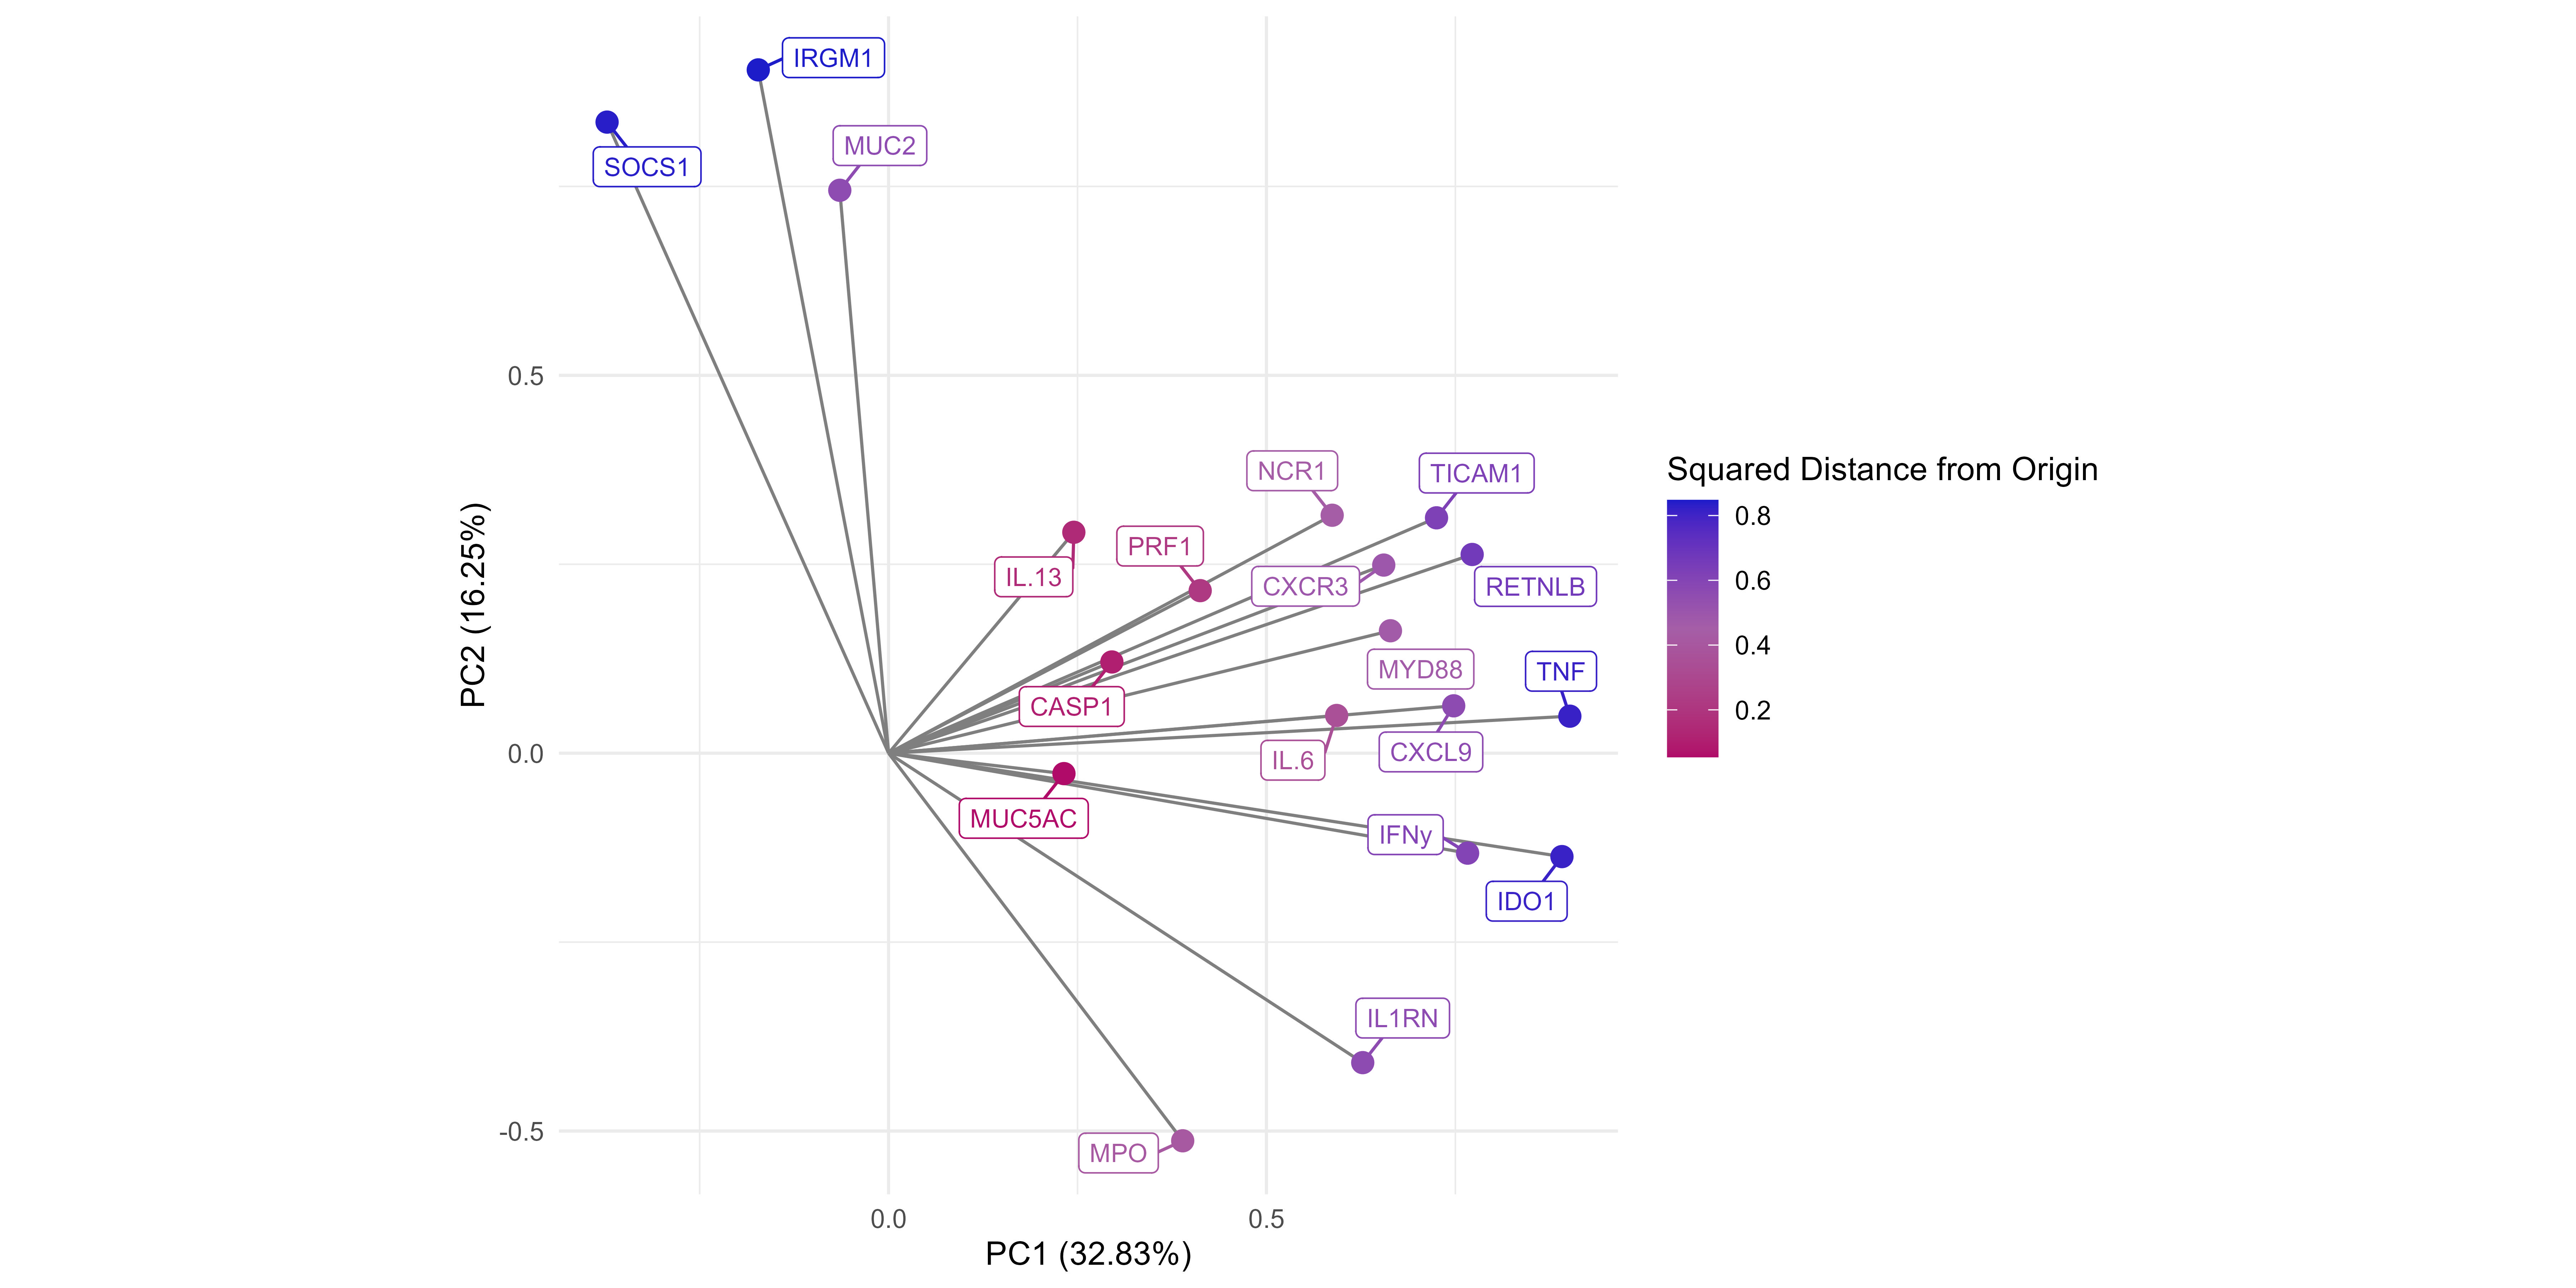 IRGM1
SOCS1
MUC2
0.5
NCR1
TICAM1
PRF1
IL.13
CXCR3
RETNLB
MYD88
TNF
CASP1
0.0
IL.6
CXCL9
MUC5AC
IFNy
IDO1
IL1RN
-0.5
MPO
0.0
0.5
PC1 (32.83%)
PC2 (16.25%)
Squared Distance from Origin
0.8
0.6
0.4
0.2